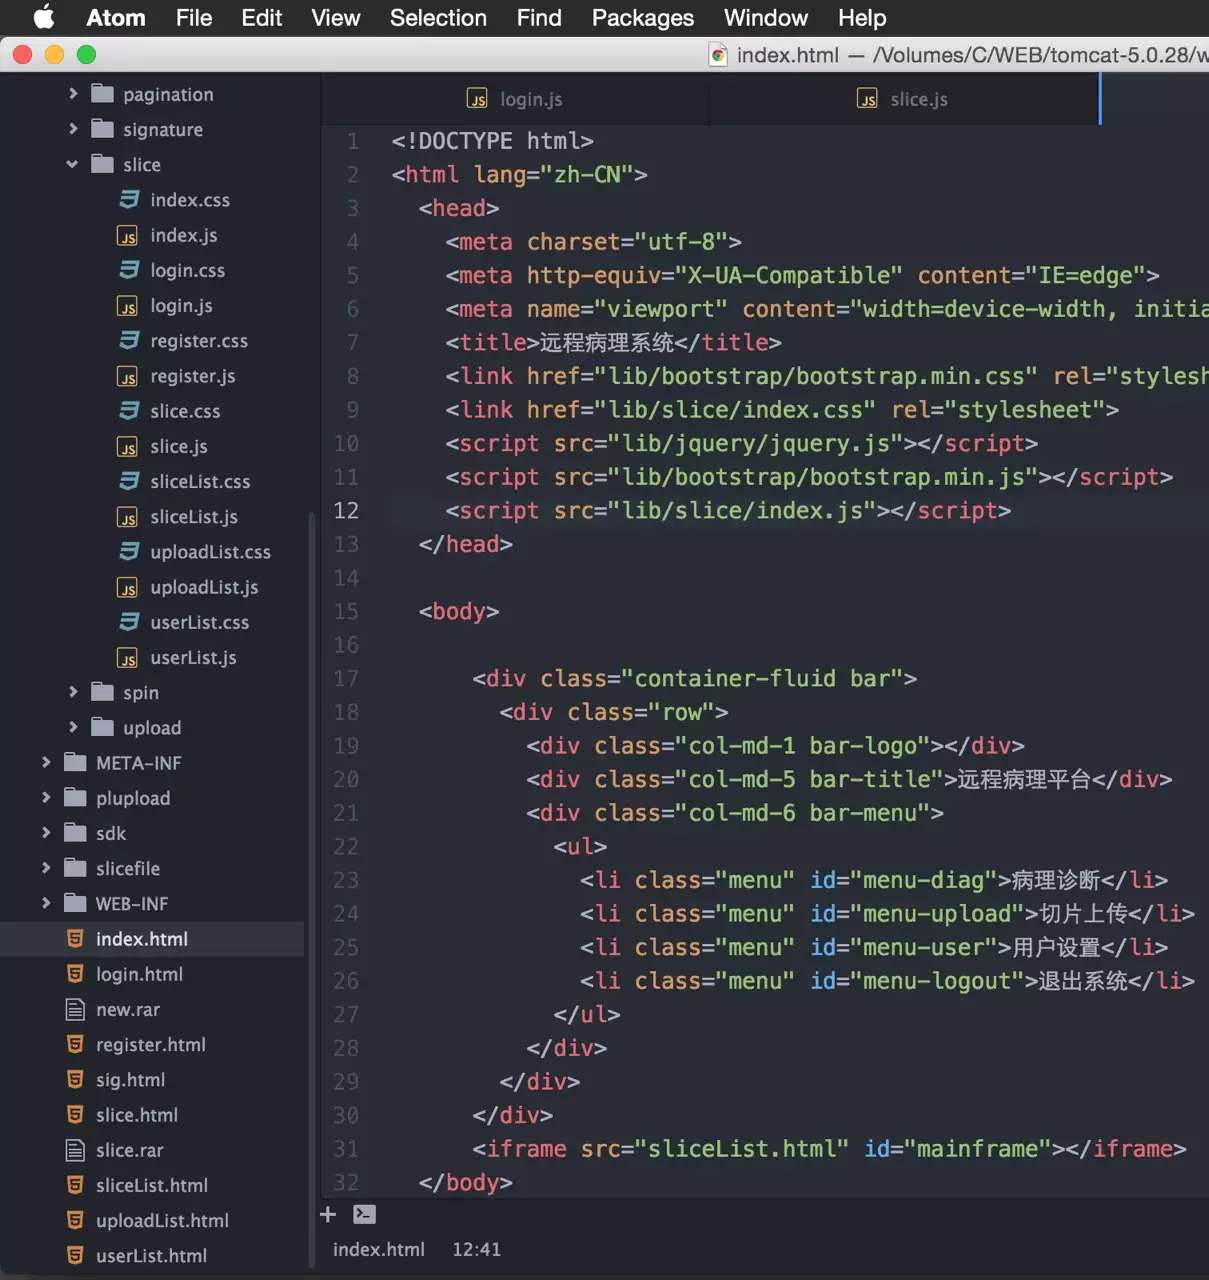 Atom File Edit View Selection Find Packages Window Help
index.html — /Volumes/C/WEB/tomcat-5.0.28/w
pagination
signature
slice
index.css
index.js
login.css
login.js
register.css
register.js
slice.css
slice.js
sliceList.css
sliceList.js
uploadList.css
uploadList.js
userList.css
userList.js
spin
upload
META-INF
plupload
sdk
slicefile
WEB-INF
index.html
login.html
new.rar
register.html
sig.html
slice.html
slice.rar
sliceList.html
uploadList.html
userList.html
login.js slice.js
1 <!DOCTYPE html>
2 <html lang="zh-CN">
3 <head>
4 <meta charset="utf-8">
5 <meta http-equiv="X-UA-Compatible" content="IE=edge">
6 <meta name="viewport" content="width=device-width, initia
7 <title>远程病理系统</title>
8 <link href="lib/bootstrap/bootstrap.min.css" rel="stylesh
9 <link href="lib/slice/index.css" rel="stylesheet">
10 <script src="lib/jquery/jquery.js"></script>
11 <script src="lib/bootstrap/bootstrap.min.js"></script>
12 <script src="lib/slice/index.js"></script>
13 </head>
14
15 <body>
16
17 <div class="container-fluid bar">
18 <div class="row">
19 <div class="col-md-1 bar-logo"></div>
20 <div class="col-md-5 bar-title">远程病理平台</div>
21 <div class="col-md-6 bar-menu">
22 <ul>
23 <li class="menu" id="menu-diag">病理诊断</li>
24 <li class="menu" id="menu-upload">切片上传</li>
25 <li class="menu" id="menu-user">用户设置</li>
26 <li class="menu" id="menu-logout">退出系统</li>
27 </ul>
28 </div>
29 </div>
30 </div>
31 <iframe src="sliceList.html" id="mainframe"></iframe>
32 </body>
index.html 12:41